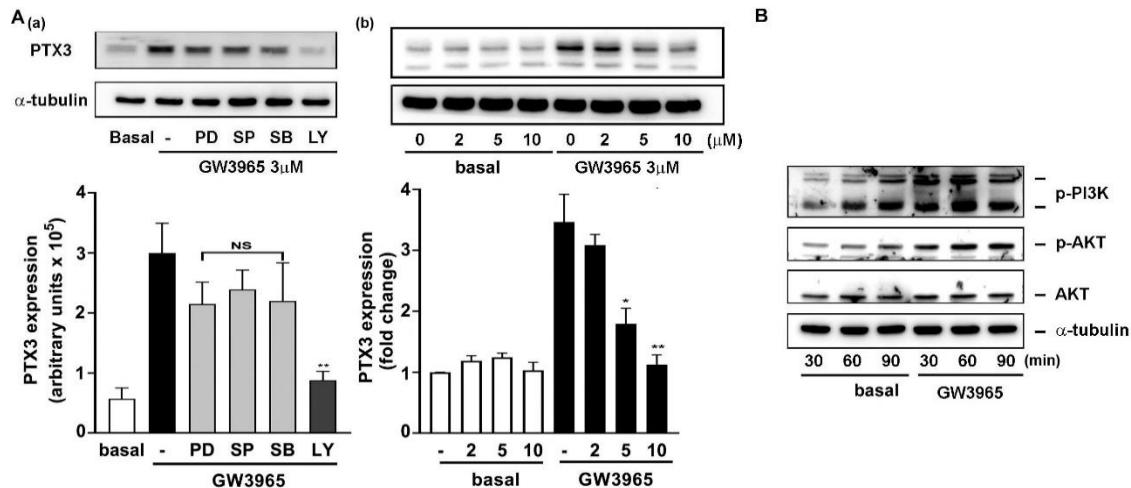 A (a)
PTX3
α-tubulin
Basal - PD SP SB LY
GW3965 3μM
PTX3 expression
(arbitrary units x 10⁵)
4
3
2
1
0
NS
**
basal - PD SP SB LY
GW3965
(b)
0 2 5 10 0 2 5 10 (μM)
basal GW3965 3μM
PTX3 expression
(fold change)
4
3
2
1
0
*
**
- 2 5 10 - 2 5 10
basal GW3965
B
p-PI3K
p-AKT
AKT
α-tubulin
30 60 90 30 60 90 (min)
basal GW3965